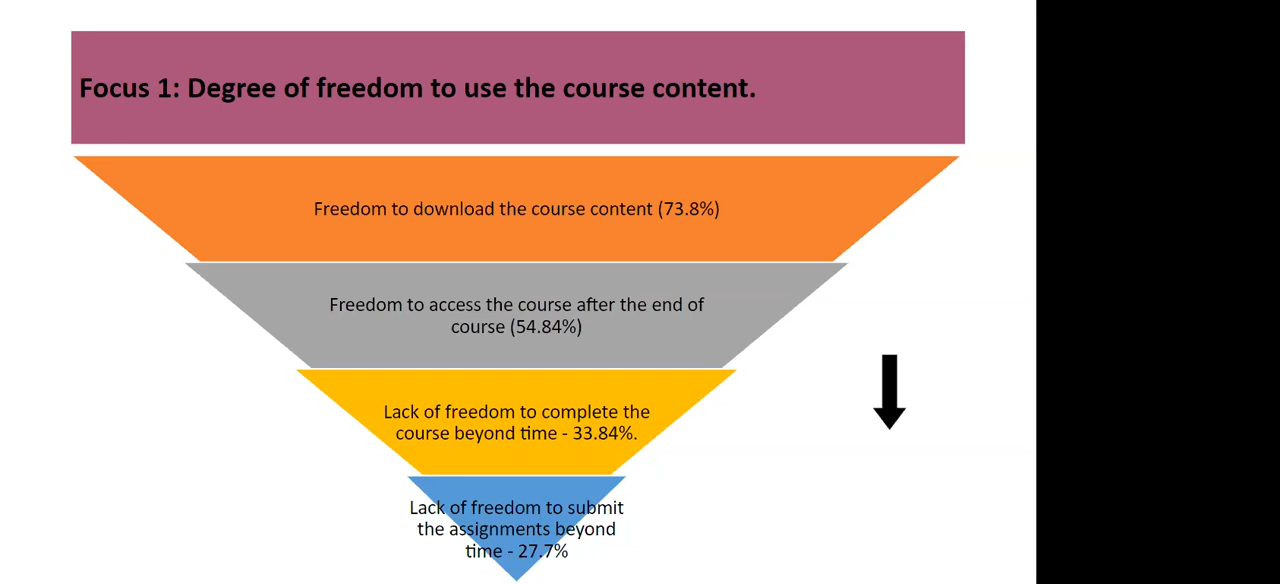 Focus 1: Degree of freedom to use the course content.
Freedom to download the course content (73.8%)
Freedom to access the course after the end of
course (54.84%)
Lack of freedom to complete the
course beyond time - 33.84%.
Lack of freedom to submit
the assignments beyond
time - 27.7%